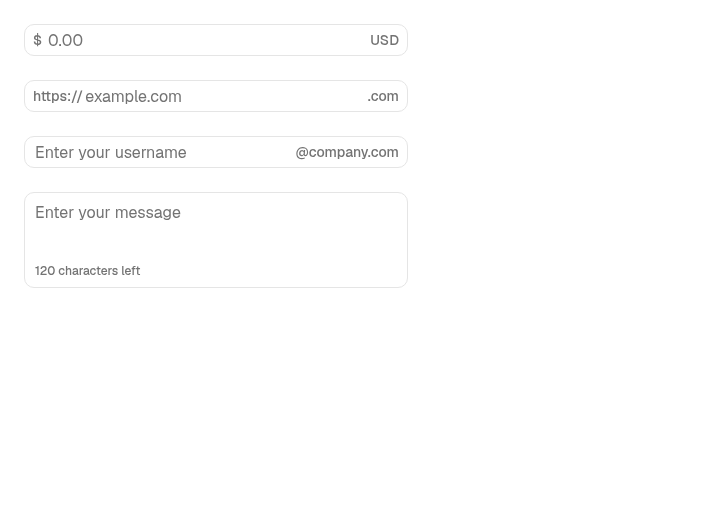 $ 0.00 USD
https:// example.com .com
Enter your username @company.com
Enter your message
120 characters left